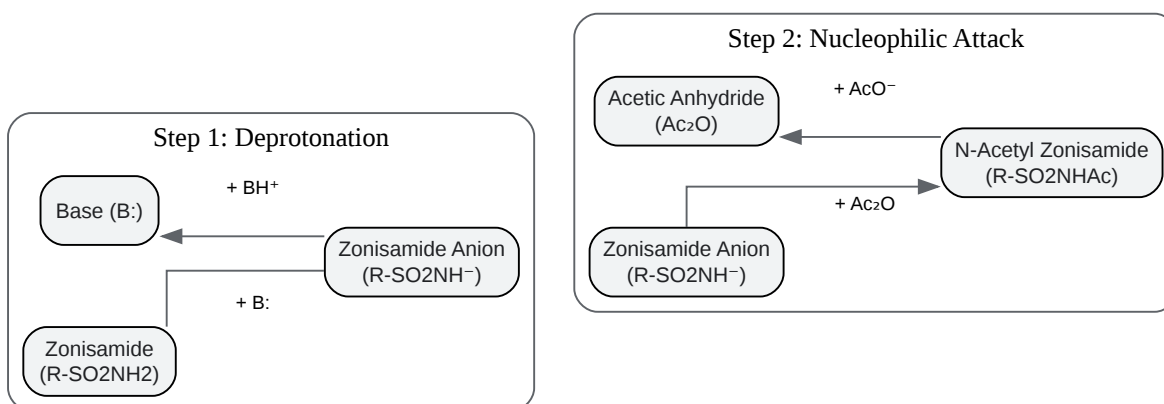 Step 1: Deprotonation
+ BH⁺
Base (B:)
Zonisamide Anion
(R-SO2NH⁻)
+ B:
Zonisamide
(R-SO2NH2)
Step 2: Nucleophilic Attack
Acetic Anhydride
(Ac₂O)
+ AcO⁻
N-Acetyl Zonisamide
(R-SO2NHAc)
+ Ac₂O
Zonisamide Anion
(R-SO2NH⁻)